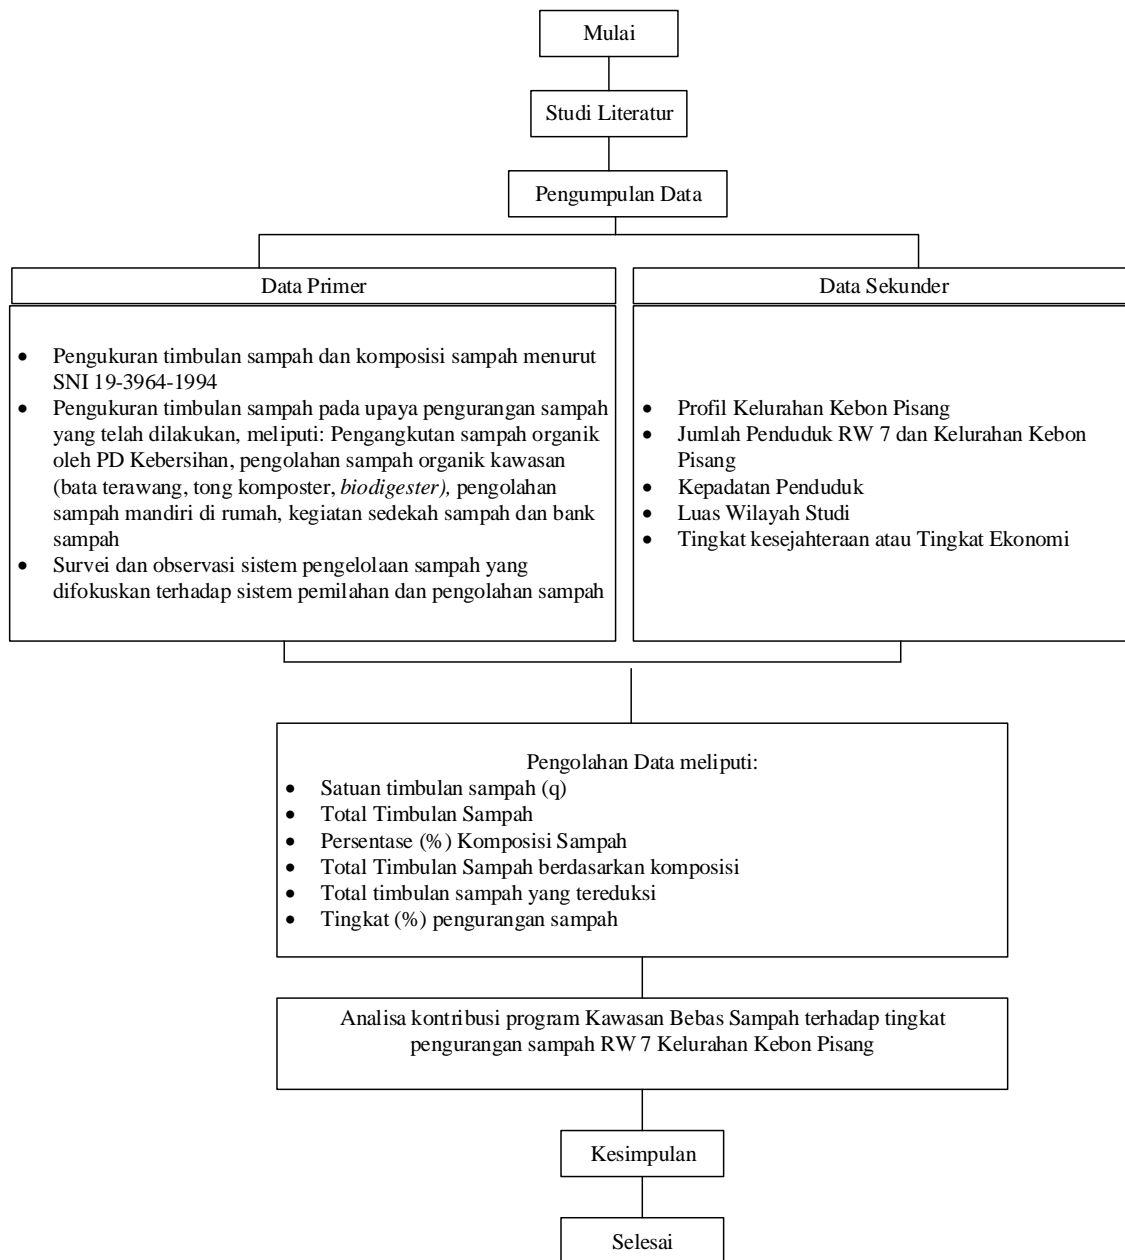 Mulai
Studi Literatur
Pengumpulan Data
Data Primer
• Pengukuran timbulan sampah dan komposisi sampah menurut
SNI 19-3964-1994
• Pengukuran timbulan sampah pada upaya pengurangan sampah
yang telah dilakukan, meliputi: Pengangkutan sampah organik
oleh PD Kebersihan, pengolahan sampah organik kawasan
(bata terawang, tong komposter, biodigester), pengolahan
sampah mandiri di rumah, kegiatan sedekah sampah dan bank
sampah
• Survei dan observasi sistem pengelolaan sampah yang
difokuskan terhadap sistem pemilahan dan pengolahan sampah
Data Sekunder
• Profil Kelurahan Kebon Pisang
• Jumlah Penduduk RW 7 dan Kelurahan Kebon
Pisang
• Kepadatan Penduduk
• Luas Wilayah Studi
• Tingkat kesejahteraan atau Tingkat Ekonomi
Pengolahan Data meliputi:
• Satuan timbulan sampah (q)
• Total Timbulan Sampah
• Persentase (%) Komposisi Sampah
• Total Timbulan Sampah berdasarkan komposisi
• Total timbulan sampah yang tereduksi
• Tingkat (%) pengurangan sampah
Analisa kontribusi program Kawasan Bebas Sampah terhadap tingkat
pengurangan sampah RW 7 Kelurahan Kebon Pisang
Kesimpulan
Selesai